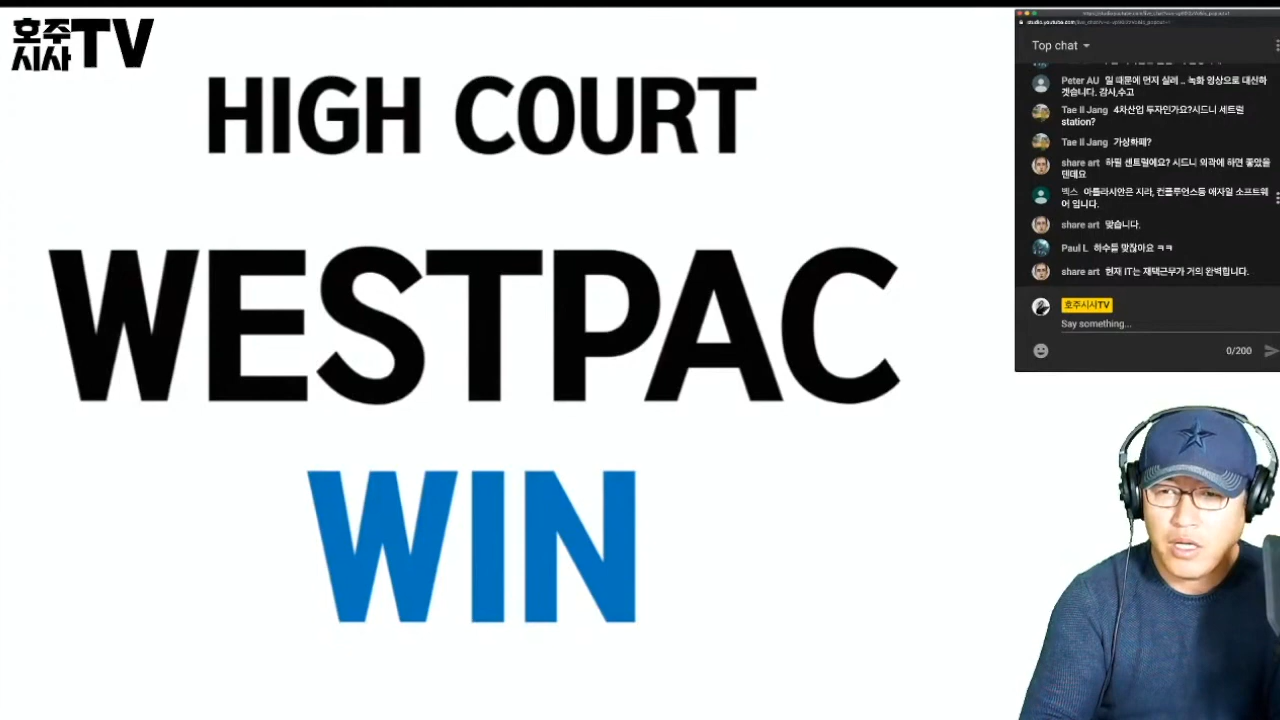 호주
시사TV
HIGH COURT
WESTPAC
WIN
Top chat
Peter AU 일 때문에 먼저 실례 .. 녹화 영상으로 대신하
겟습니다. 감사,수고
Tae Il Jang 4차산업 투자인가요?시드니 세트럴
station?
Tae Il Jang 가상화폐?
share art 하필 센트럴에요? 시드니 외곽에 하면 좋았을
텐데요
벡스 아틀라시안은 지라, 컨플루언스등 애자일 소프트웨
어 입니다.
share art 맞습니다.
Paul L 하수들 맞잖아요 ㅋㅋ
share art 현재 IT는 재택근무가 거의 완벽합니다.
호주시사TV
Say something...
0/200